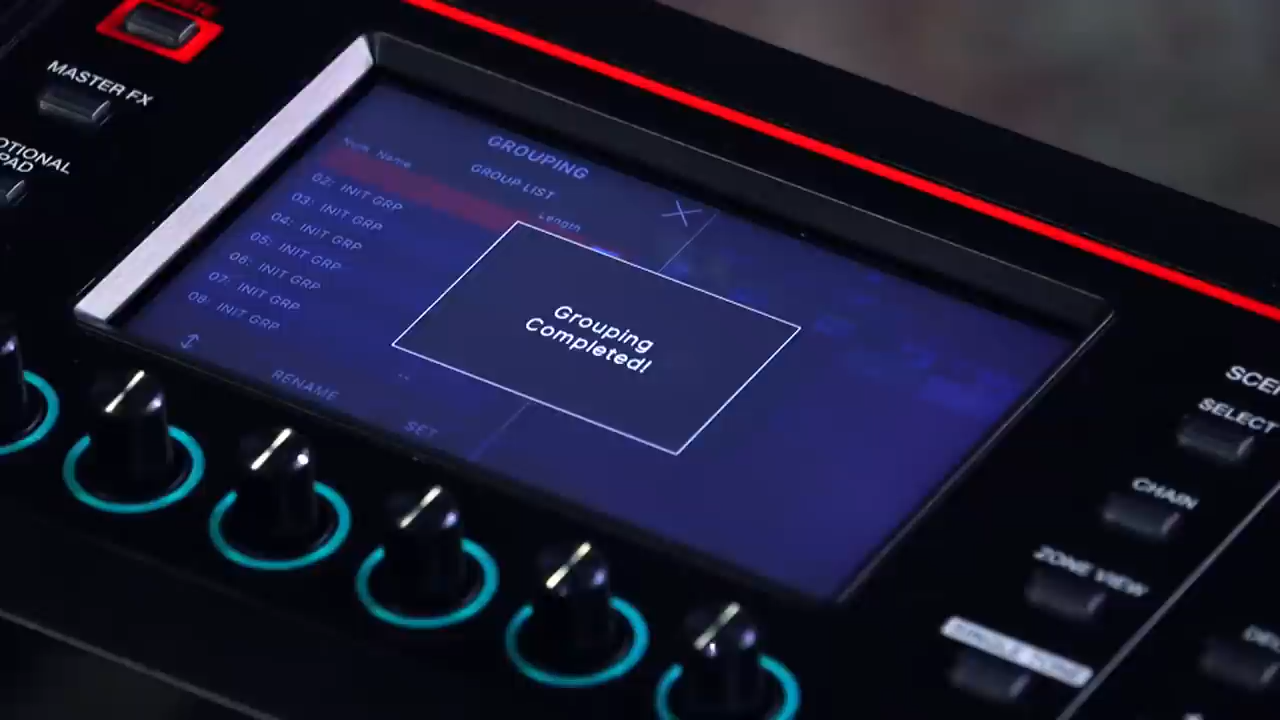 MASTER FX
PAD
GROUPING
GROUP LIST
Num Name
Length
02: INIT GRP
03: INIT GRP
04: INIT GRP
05: INIT GRP
06: INIT GRP
07: INIT GRP
08: INIT GRP
Grouping
Completed!
RENAME
SET
SELECT
CHAIN
ZONE VIEW